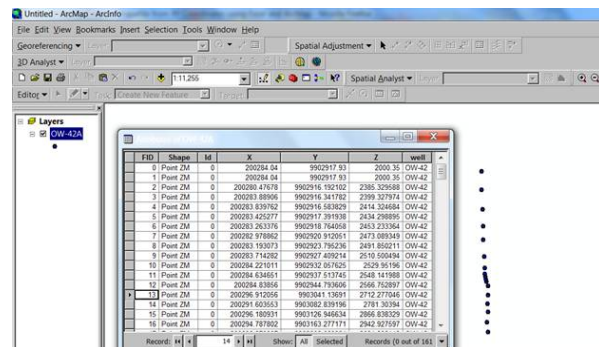 Untitled - ArcMap - ArcInfo
File Edit View Bookmarks Insert Selection Tools Window Help
Georeferencing Layer: Spatial Adjustment
3D Analyst Layer:
1:11,255 Spatial Analyst Layer:
Editor Task: Create New Feature Target:
Layers
OW-42A
Attributes of OW-42A
FID Shape Id X Y Z well
0 Point ZM 0 200284.04 9902917.93 2000.35 OW-42
1 Point ZM 0 200284.04 9902917.93 2000.35 OW-42
2 Point ZM 0 200280.47678 9902916.192102 2385.329588 OW-42
3 Point ZM 0 200283.88906 9902916.341782 2399.327974 OW-42
4 Point ZM 0 200283.839762 9902916.583829 2414.324684 OW-42
5 Point ZM 0 200283.425277 9902917.391938 2434.298895 OW-42
6 Point ZM 0 200283.263376 9902918.764058 2453.233364 OW-42
7 Point ZM 0 200282.978862 9902920.912051 2473.089349 OW-42
8 Point ZM 0 200283.193073 9902923.795236 2491.850211 OW-42
9 Point ZM 0 200283.714282 9902927.409214 2510.500494 OW-42
10 Point ZM 0 200284.221011 9902932.057625 2529.95196 OW-42
11 Point ZM 0 200284.634651 9902937.513745 2548.141988 OW-42
12 Point ZM 0 200284.83856 9902944.793606 2566.752897 OW-42
13 Point ZM 0 200296.912056 9903041.13691 2712.277046 OW-42
14 Point ZM 0 200291.603553 9903082.839196 2781.30394 OW-42
15 Point ZM 0 200296.180931 9903126.946634 2866.838329 OW-42
16 Point ZM 0 200294.787802 9903163.277171 2942.927597 OW-42
Record: 14 Show: All Selected Records (0 out of 161